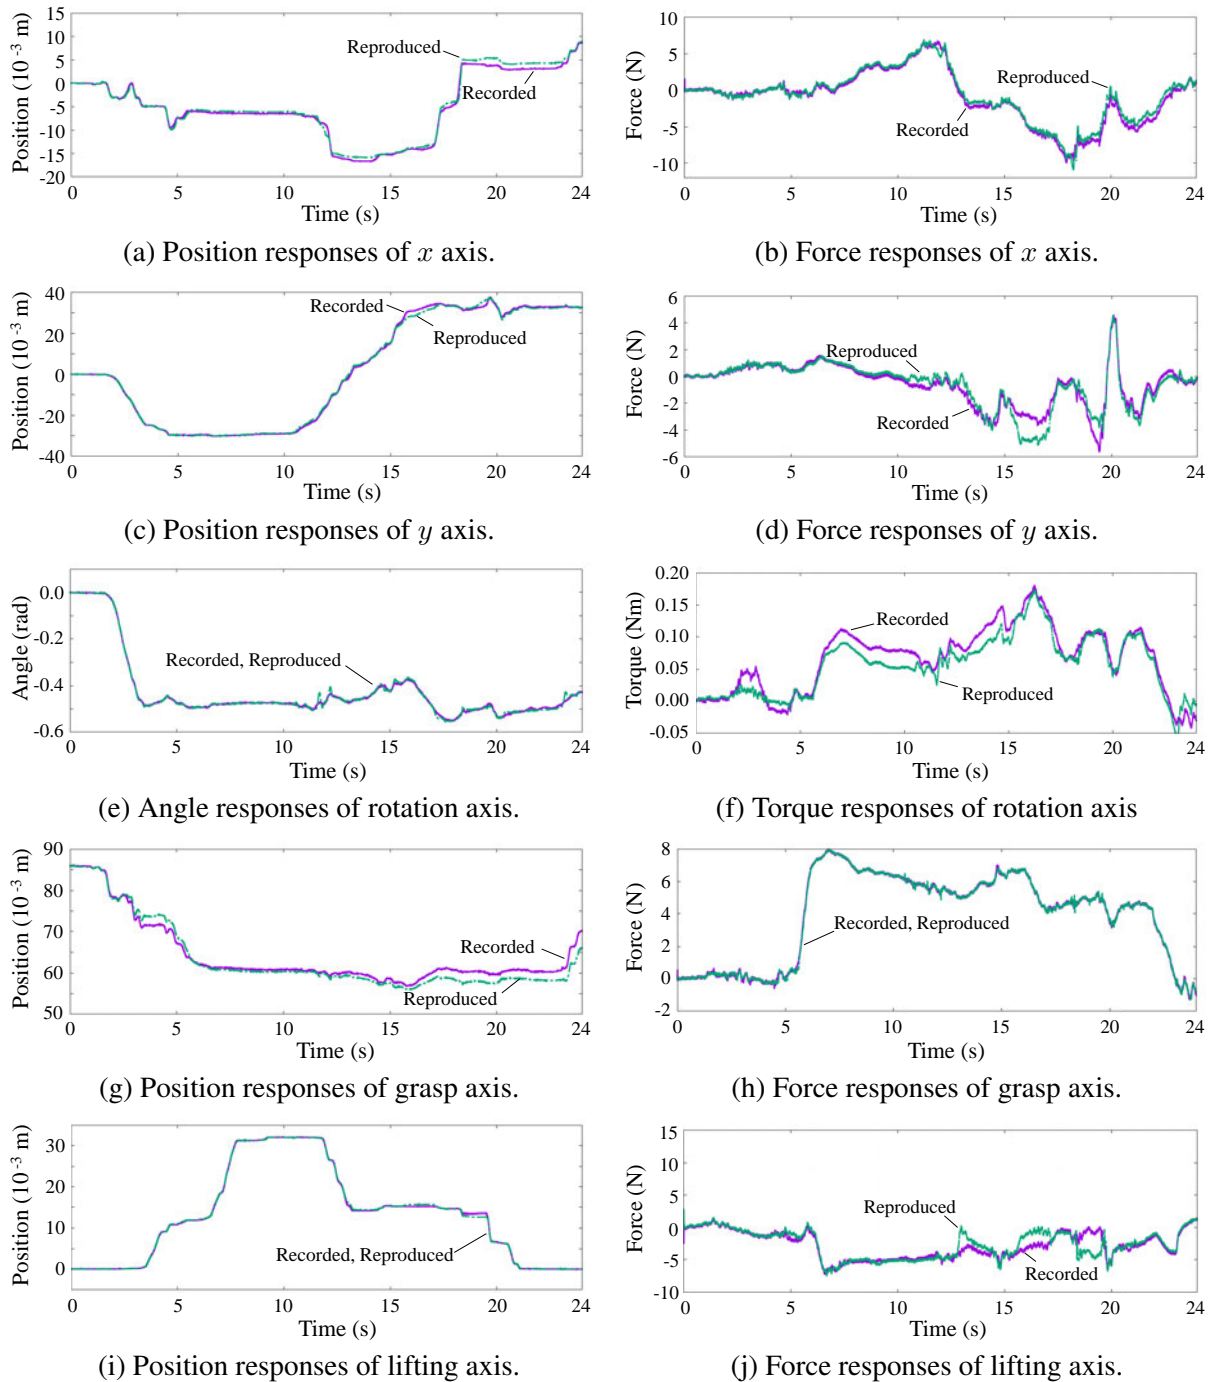 15
10
5
0
-5
-10
-15
-20
Position (10⁻³ m)
Reproduced
Recorded
0 5 10 15 20 24
Time (s)
(a) Position responses of x axis.
10
5
0
-5
-10
Force (N)
Reproduced
Recorded
0 5 10 15 20 24
Time (s)
(b) Force responses of x axis.
40
20
0
-20
-40
Position (10⁻³ m)
Recorded
Reproduced
0 5 10 15 20 24
Time (s)
(c) Position responses of y axis.
6
4
2
0
-2
-4
-6
Force (N)
Reproduced
Recorded
0 5 10 15 20 24
Time (s)
(d) Force responses of y axis.
0.0
-0.2
-0.4
-0.6
Angle (rad)
Recorded, Reproduced
0 5 10 15 20 24
Time (s)
(e) Angle responses of rotation axis.
0.20
0.15
0.10
0.05
0.00
-0.05
Torque (Nm)
Recorded
Reproduced
0 5 10 15 20 24
Time (s)
(f) Torque responses of rotation axis
90
80
70
60
50
Position (10⁻³ m)
Recorded
Reproduced
0 5 10 15 20 24
Time (s)
(g) Position responses of grasp axis.
8
6
4
2
0
-2
Force (N)
Recorded, Reproduced
0 5 10 15 20 24
Time (s)
(h) Force responses of grasp axis.
30
20
10
0
Position (10⁻³ m)
Recorded, Reproduced
0 5 10 15 20 24
Time (s)
(i) Position responses of lifting axis.
15
10
5
0
-5
-10
Force (N)
Reproduced
Recorded
0 5 10 15 20 24
Time (s)
(j) Force responses of lifting axis.